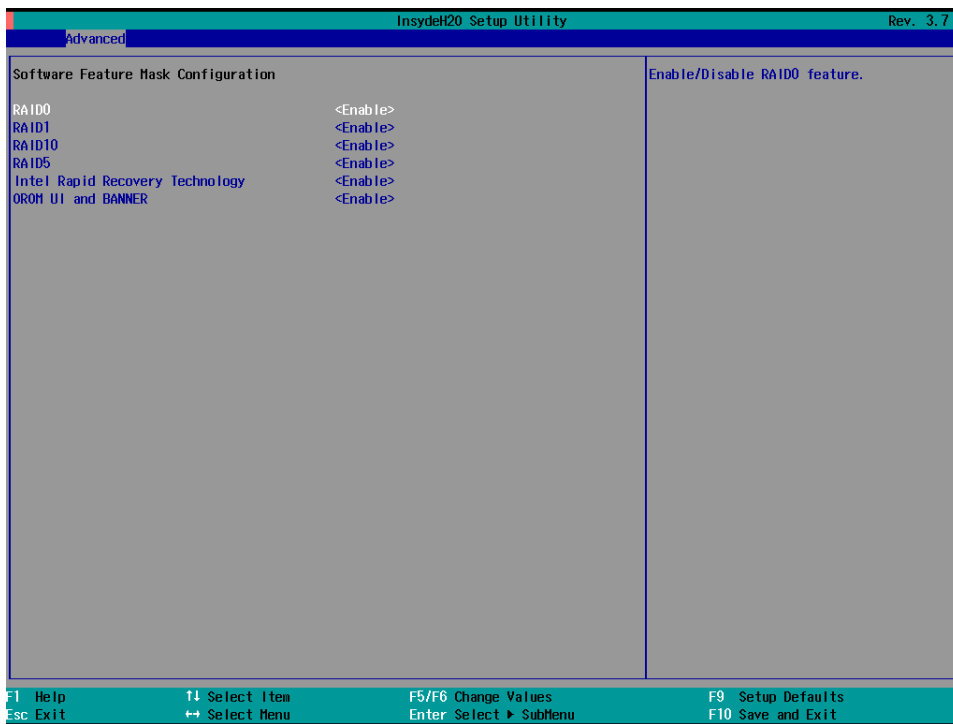 InsydeH20 Setup Utility Rev. 3.7
Advanced
Software Feature Mask Configuration
RAID0 <Enable>
RAID1 <Enable>
RAID10 <Enable>
RAID5 <Enable>
Intel Rapid Recovery Technology <Enable>
OROM UI and BANNER <Enable>
Enable/Disable RAID0 feature.
F1 Help ↑↓ Select Item F5/F6 Change Values F9 Setup Defaults
Esc Exit ↔ Select Menu Enter Select ▶ SubMenu F10 Save and Exit